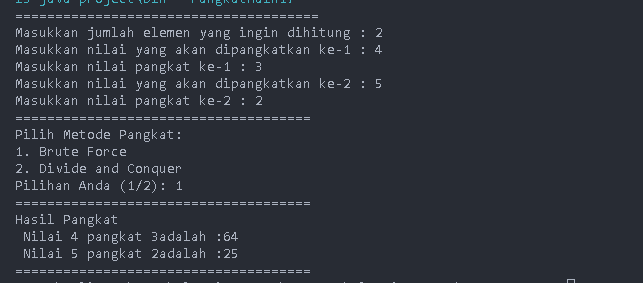 =====================================
Masukkan jumlah elemen yang ingin dihitung : 2
Masukkan nilai yang akan dipangkatkan ke-1 : 4
Masukkan nilai pangkat ke-1 : 3
Masukkan nilai yang akan dipangkatkan ke-2 : 5
Masukkan nilai pangkat ke-2 : 2
====================================
Pilih Metode Pangkat:
1. Brute Force
2. Divide and Conquer
Pilihan Anda (1/2): 1
====================================
Hasil Pangkat
 Nilai 4 pangkat 3adalah :64
 Nilai 5 pangkat 2adalah :25
====================================